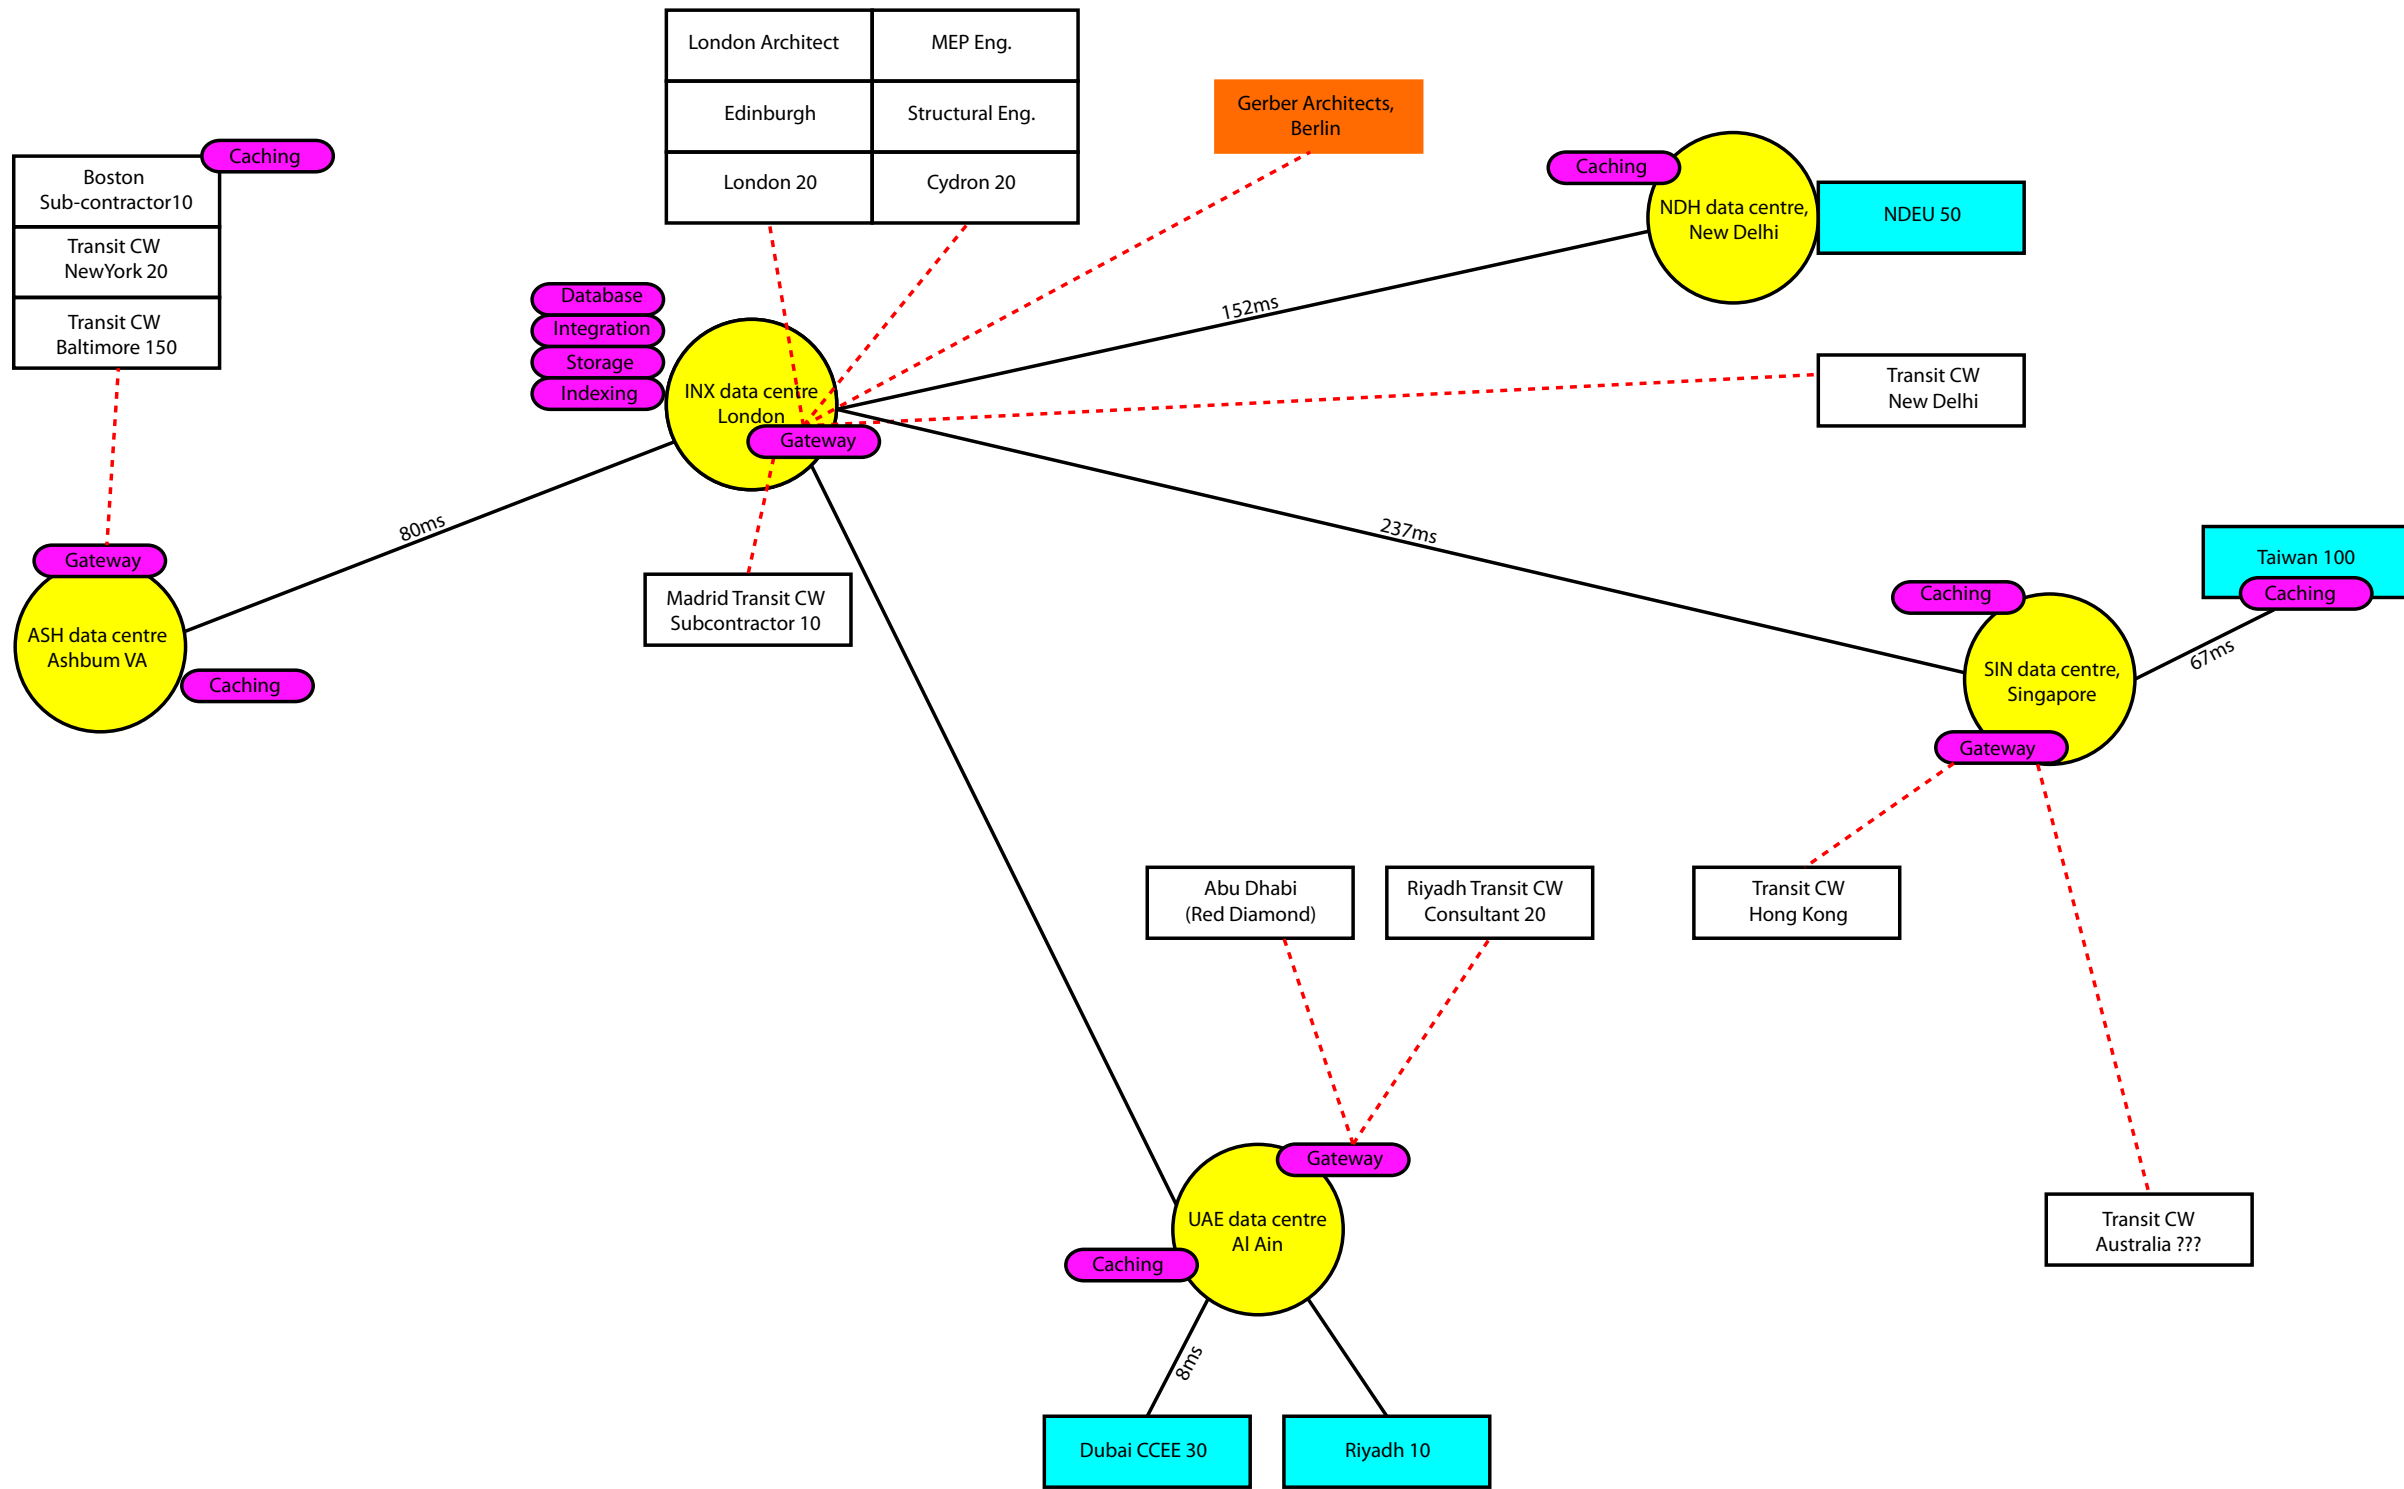 London Architect
MEP Eng.
Edinburgh
Structural Eng.
London 20
Cydron 20
Gerber Architects,
Berlin
Caching
Boston
Sub-contractor10
Transit CW
NewYork 20
Transit CW
Baltimore 150
Caching
NDH data centre,
New Delhi
NDEU 50
Database
Integration
Storage
Indexing
INX data centre
London
Gateway
152ms
Transit CW
New Delhi
80ms
237ms
Gateway
ASH data centre
Ashbum VA
Caching
Madrid Transit CW
Subcontractor 10
Taiwan 100
Caching
Caching
SIN data centre,
Singapore
67ms
Gateway
Abu Dhabi
(Red Diamond)
Riyadh Transit CW
Consultant 20
Transit CW
Hong Kong
Gateway
UAE data centre
Al Ain
Caching
Transit CW
Australia ???
8ms
Dubai CCEE 30
Riyadh 10